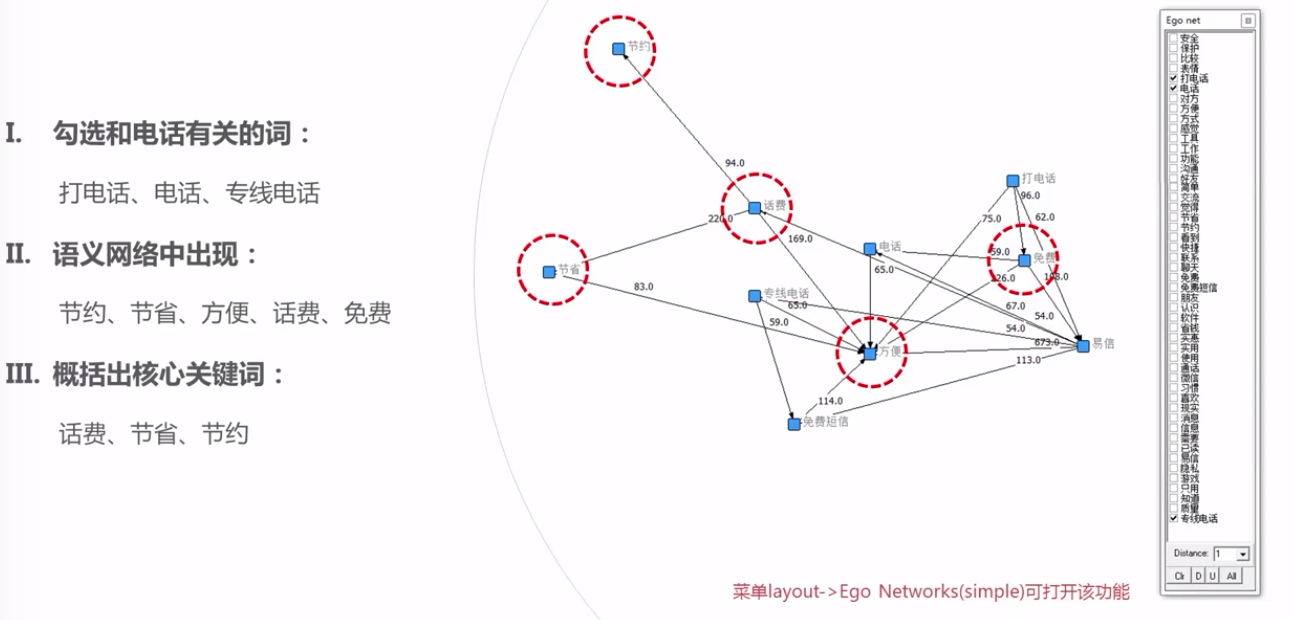 I. 勾选和电话有关的词：
打电话、电话、专线电话
II. 语义网络中出现：
节约、节省、方便、话费、免费
III. 概括出核心关键词：
话费、节省、节约
节约
94.0
话费
220.0
169.0
节省
83.0
打电话
96.0
75.0
62.0
电话
59.0
免费
65.0
专线电话
65.0
67.0
54.0
59.0
54.0
方便
673.0
易信
113.0
114.0
免费短信
菜单layout->Ego Networks(simple)可打开该功能
Ego net
安全
保护
比较
表情
打电话
电话
对方
方便
方式
感觉
工具
工作
功能
沟通
好友
简单
交流
觉得
节省
节约
看到
快捷
联系
聊天
免费
免费短信
朋友
认识
软件
省钱
实惠
实用
使用
通话
微信
习惯
喜欢
现实
消息
信息
需要
已读
易信
隐私
游戏
只用
知道
质量
专线电话
Distance: 1
Clr D U All